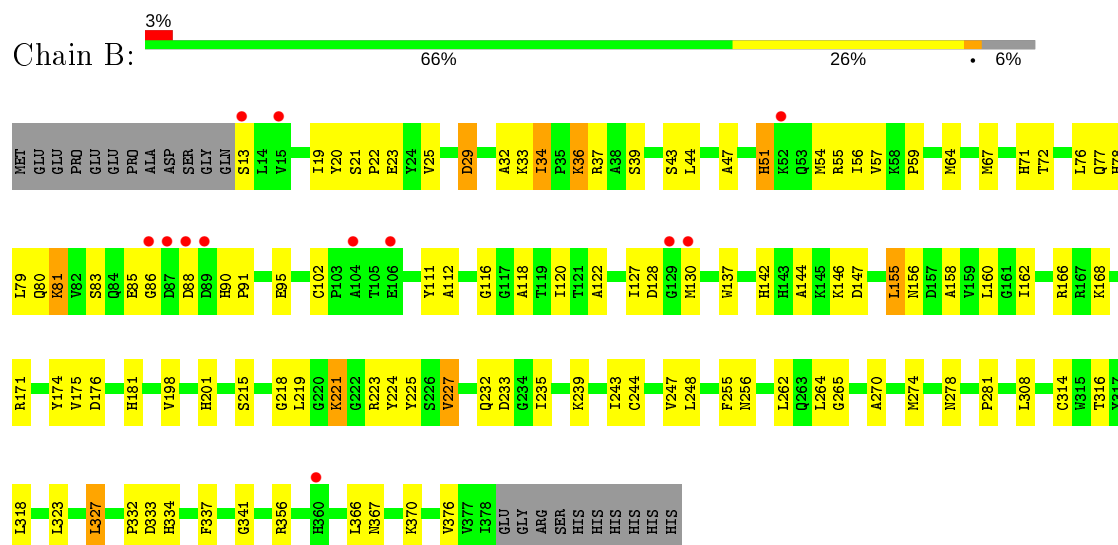 3%
Chain B:
66% 26% • 6%
MET GLU GLU PRO GLU GLU PRO ALA ASP SER GLY GLN S13 L14 V15 I19 Y20 S21 P22 E23 Y24 V25 D29 A32 K33 I34 P35 K36 R37 A38 S39 S43 L44 A47 H51 K52 Q53 M54 R55 I56 V57 K58 P59 M64 M67 H71 T72 L76 Q77 H78
L79 Q80 K81 V82 S83 Q84 E85 G86 D87 D88 D89 H90 P91 E95 C102 P103 A104 T105 E106 Y111 A112 G116 G117 A118 T119 I120 T121 A122 I127 D128 G129 M130 W137 H142 H143 A144 K145 K146 D147 L155 N156 D157 A158 V159 L160 G161 I162 R166 R167 K168
R171 Y174 V175 D176 H181 V198 H201 S215 G218 L219 G220 K221 G222 R223 Y224 Y225 S226 V227 Q232 D233 G234 I235 K239 I243 C244 V247 L248 F255 N256 L262 Q263 L264 G265 A270 M274 N278 P281 L308 C314 W315 T316 Y317
L318 L323 L327 P332 D333 H334 F337 G341 R356 H360 L366 N367 K370 V376 V377 I378 GLU GLY ARG SER HIS HIS HIS HIS HIS HIS